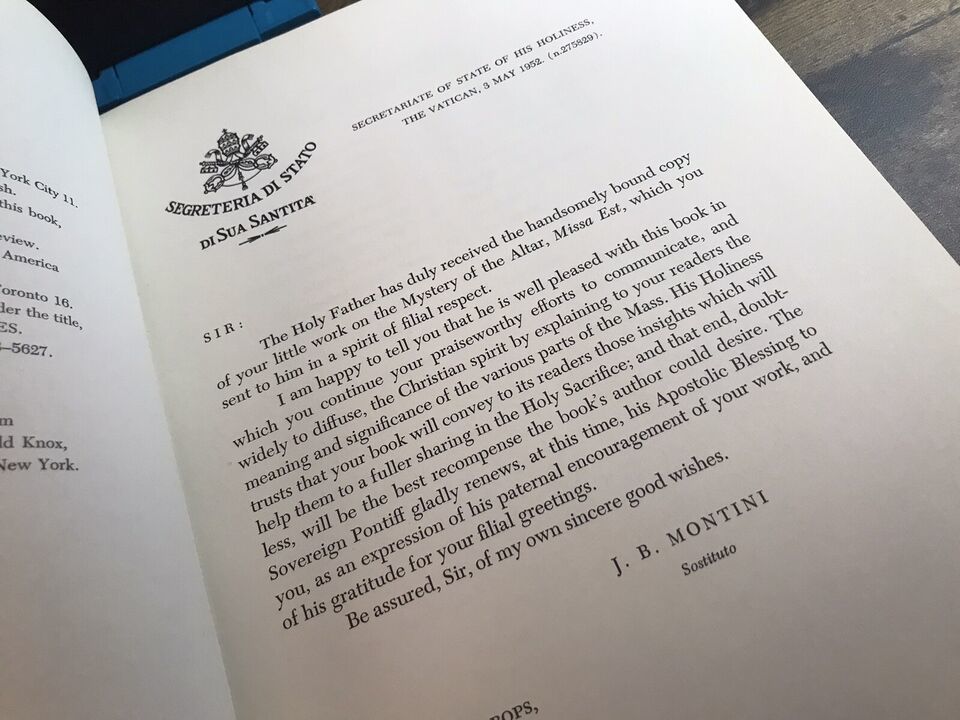 York City 11.
sh.
this book,
eview.
America
Toronto 16.
der the title,
ES.
–5627.
m
ld Knox,
New York.
SEGRETERIA DI STATO
DI SUA SANTITÀ
SECRETARIATE OF STATE OF HIS HOLINESS,
THE VATICAN, 3 MAY 1952. (n.275829).
SIR:
The Holy Father has duly received the handsomely bound copy
of your little work on the Mystery of the Altar, Missa Est, which you
sent to him in a spirit of filial respect.
I am happy to tell you that he is well pleased with this book in
which you continue your praiseworthy efforts to communicate, and
widely to diffuse, the Christian spirit by explaining to your readers the
meaning and significance of the various parts of the Mass. His Holiness
trusts that your book will convey to its readers those insights which will
help them to a fuller sharing in the Holy Sacrifice; and that end, doubt-
less, will be the best recompense the book's author could desire. The
Sovereign Pontiff gladly renews, at this time, his Apostolic Blessing to
you, as an expression of his paternal encouragement of your work, and
of his gratitude for your filial greetings.
Be assured, Sir, of my own sincere good wishes.
J. B. MONTINI
Sostituto
ROPS,